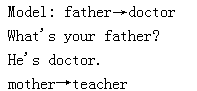 Model: father→doctor
What's your father?
He's doctor.
mother→teacher